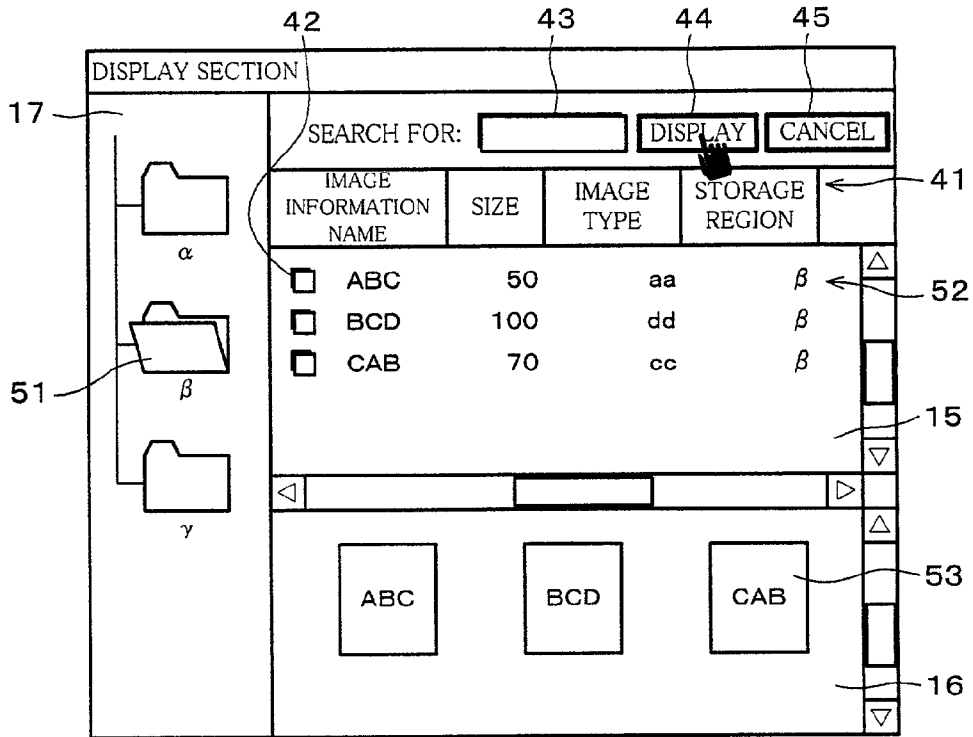 42 43 44 45
DISPLAY SECTION
17
SEARCH FOR: DISPLAY CANCEL
IMAGE INFORMATION NAME SIZE IMAGE TYPE STORAGE REGION 41
α
ABC 50 aa β 52
BCD 100 dd β
CAB 70 cc β
51 β
15
γ
ABC BCD CAB 53
16